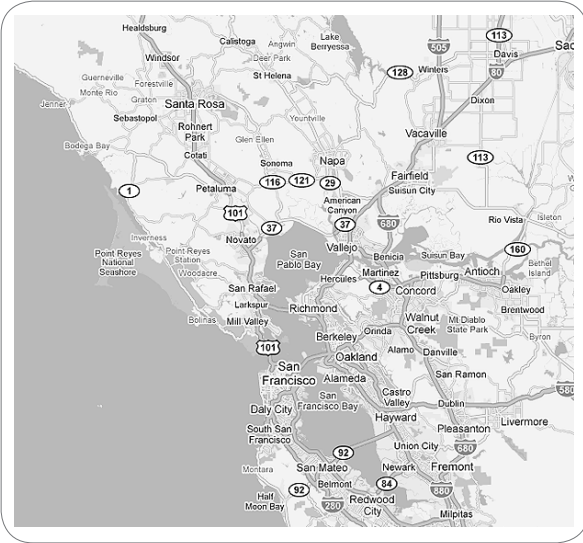 Healdsburg
Calistoga
Angwin
Lake
Berryessa
505
113
Davis
Sac
Windsor
Deer Park
St Helena
128
Winters
80
Guerneville
Forestville
Monte Rio
Graton
Santa Rosa
Jenner
Dixon
Sebastopol
Yountville
Rohnert
Park
Vacaville
Bodega Bay
Glen Ellen
Cotati
Sonoma
Napa
113
Petaluma
116
121
29
Fairfield
Suisun City
1
American
Canyon
101
37
37
680
Rio Vista
Isleton
Inverness
Novato
Vallejo
160
Point Reyes
National
Seashore
Point Reyes
Station
Woodacre
San
Pablo Bay
Benicia
Suisun Bay
Bethel
Island
Hercules
Martinez
Pittsburg
Antioch
4
Concord
Oakley
San Rafael
Larkspur
Richmond
Brentwood
Bolinas
Mill Valley
Walnut
Creek
Mt Diablo
State Park
Berkeley
Orinda
Byron
101
Oakland
Alamo
Danville
San
Francisco
Alameda
San Ramon
San
Francisco Bay
Castro
Valley
580
Daly City
Hayward
Dublin
Pleasanton
Livermore
South San
Francisco
92
Union City
680
Montara
San Mateo
Newark
Fremont
92
Belmont
84
880
Half
Moon Bay
280
Redwood
City
Milpitas